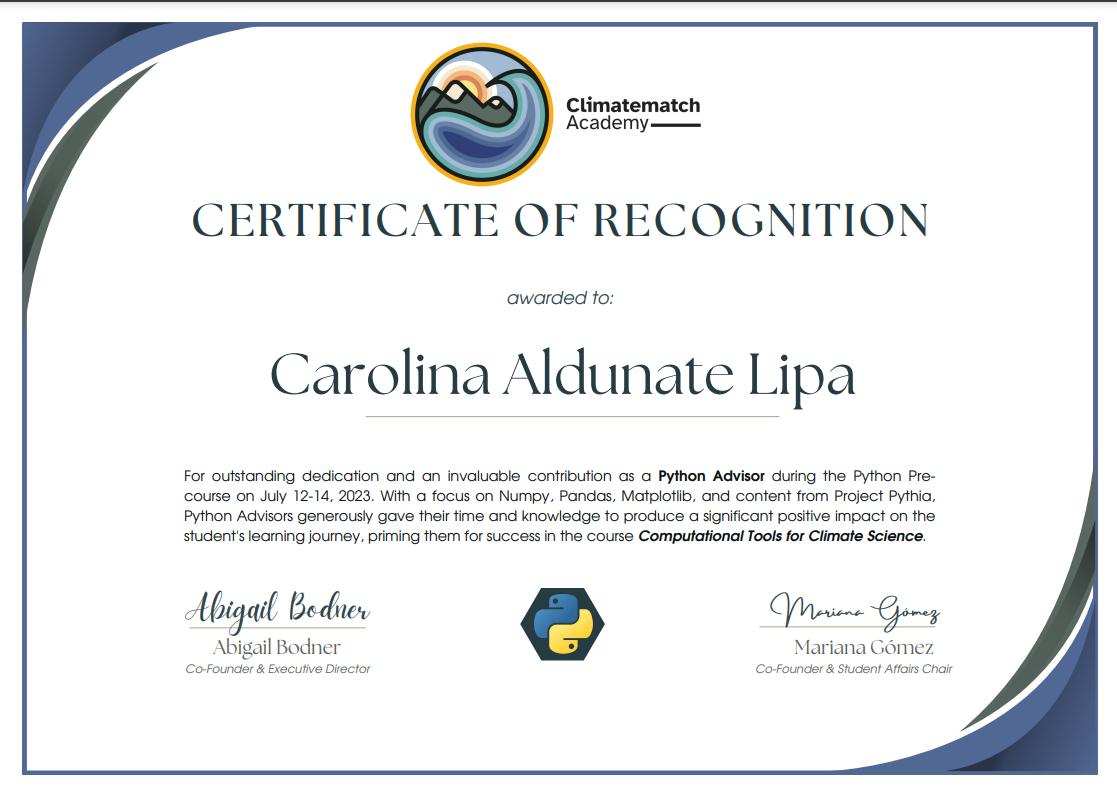 Climatematch
Academy
CERTIFICATE OF RECOGNITION
awarded to:
Carolina Aldunate Lipa
For outstanding dedication and an invaluable contribution as a Python Advisor during the Python Pre-
course on July 12-14, 2023. With a focus on Numpy, Pandas, Matplotlib, and content from Project Pythia,
Python Advisors generously gave their time and knowledge to produce a significant positive impact on the
student's learning journey, priming them for success in the course Computational Tools for Climate Science.
Abigail Bodner
Abigail Bodner
Co-Founder & Executive Director
Mariana Gómez
Mariana Gómez
Co-Founder & Student Affairs Chair